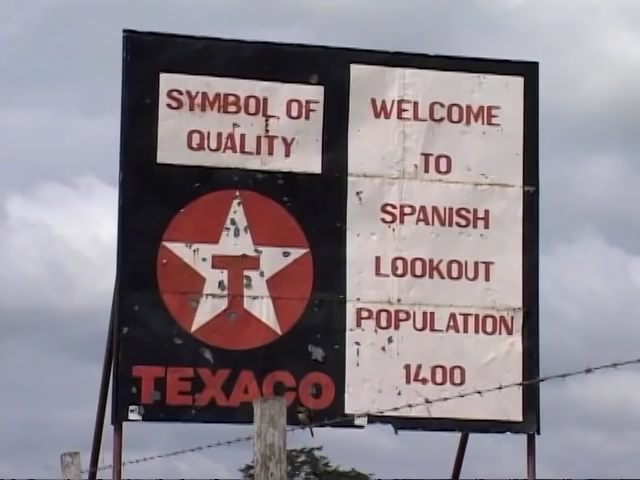 SYMBOL OF
QUALITY
T
TEXACO
WELCOME
TO
SPANISH
LOOKOUT
POPULATION
1400